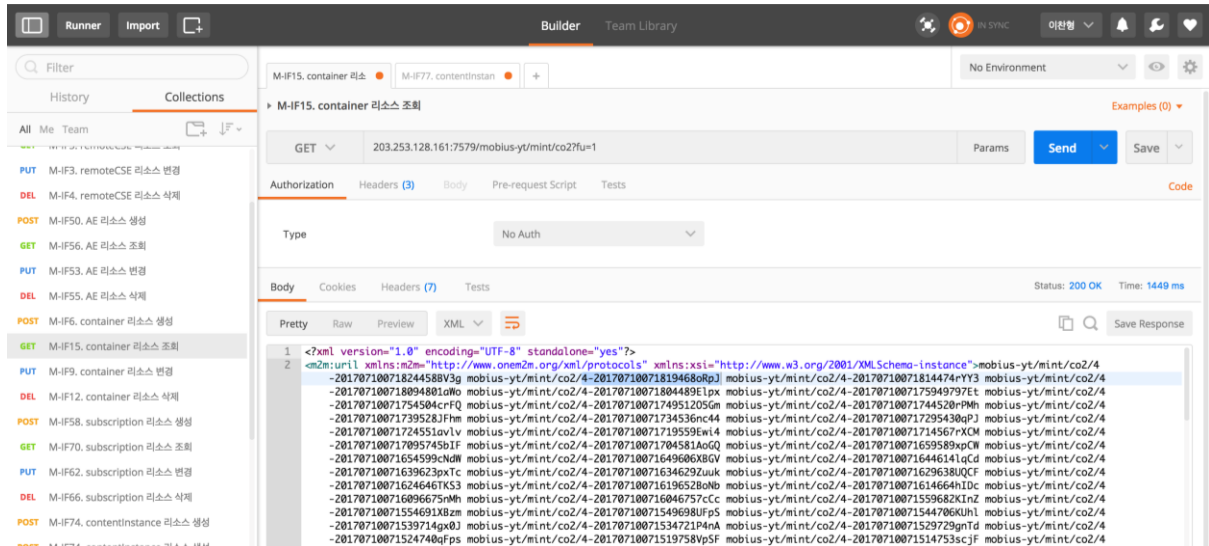 Runner Import Builder Team Library IN SYNC 이찬형
Filter
History Collections
All Me Team
PUT M-IF3. remoteCSE 리소스 변경
DEL M-IF4. remoteCSE 리소스 삭제
POST M-IF50. AE 리소스 생성
GET M-IF56. AE 리소스 조회
PUT M-IF53. AE 리소스 변경
DEL M-IF55. AE 리소스 삭제
POST M-IF6. container 리소스 생성
GET M-IF15. container 리소스 조회
PUT M-IF9. container 리소스 변경
DEL M-IF12. container 리소스 삭제
POST M-IF58. subscription 리소스 생성
GET M-IF70. subscription 리소스 조회
PUT M-IF62. subscription 리소스 변경
DEL M-IF66. subscription 리소스 삭제
POST M-IF74. contentInstance 리소스 생성
M-IF15. container 리소 M-IF77. contentInstan + No Environment
M-IF15. container 리소스 조회 Examples (0)
GET 203.253.128.161:7579/mobius-yt/mint/co2?fu=1 Params Send Save
Authorization Headers (3) Body Pre-request Script Tests Code
Type No Auth
Body Cookies Headers (7) Tests Status: 200 OK Time: 1449 ms
Pretty Raw Preview XML Save Response
1 <?xml version="1.0" encoding="UTF-8" standalone="yes"?>
2 <m2m:uril xmlns:m2m="http://www.onem2m.org/xml/protocols" xmlns:xsi="http://www.w3.org/2001/XMLSchema-instance">mobius-yt/mint/co2/4
-20170710071824458BV3g mobius-yt/mint/co2/4-20170710071819468oRpJ mobius-yt/mint/co2/4-20170710071814474rYY3 mobius-yt/mint/co2/4
-20170710071809480laWo mobius-yt/mint/co2/4-20170710071804489Elpx mobius-yt/mint/co2/4-20170710071759497 97Et mobius-yt/mint/co2/4
-20170710071754504crFQ mobius-yt/mint/co2/4-20170710071749512O5Gm mobius-yt/mint/co2/4-20170710071744520rPMh mobius-yt/mint/co2/4
-20170710071739528JFhm mobius-yt/mint/co2/4-20170710071734536nc44 mobius-yt/mint/co2/4-20170710071729543 0qPJ mobius-yt/mint/co2/4
-20170710071724551avlv mobius-yt/mint/co2/4-20170710071719559Ewi4 mobius-yt/mint/co2/4-20170710071714567rXCM mobius-yt/mint/co2/4
-20170710071709574 5bIF mobius-yt/mint/co2/4-20170710071704581AoGQ mobius-yt/mint/co2/4-20170710071659589xpCW mobius-yt/mint/co2/4
-20170710071654599cNdW mobius-yt/mint/co2/4-20170710071649606XBGV mobius-yt/mint/co2/4-20170710071644614lqCd mobius-yt/mint/co2/4
-20170710071639623pxTc mobius-yt/mint/co2/4-20170710071634629Zuuk mobius-yt/mint/co2/4-20170710071629638UQCF mobius-yt/mint/co2/4
-20170710071624646TKS3 mobius-yt/mint/co2/4-20170710071619652BoNb mobius-yt/mint/co2/4-20170710071614664hIDc mobius-yt/mint/co2/4
-20170710071609667 5nMh mobius-yt/mint/co2/4-20170710071604675 7cCc mobius-yt/mint/co2/4-20170710071559682KInZ mobius-yt/mint/co2/4
-20170710071554691XBzm mobius-yt/mint/co2/4-20170710071549698UFpS mobius-yt/mint/co2/4-20170710071544706KUhl mobius-yt/mint/co2/4
-20170710071539714gx0J mobius-yt/mint/co2/4-20170710071534721P4nA mobius-yt/mint/co2/4-20170710071529729gnTd mobius-yt/mint/co2/4
-20170710071524740qFps mobius-yt/mint/co2/4-20170710071519758VpSF mobius-yt/mint/co2/4-20170710071514753scjF mobius-yt/mint/co2/4